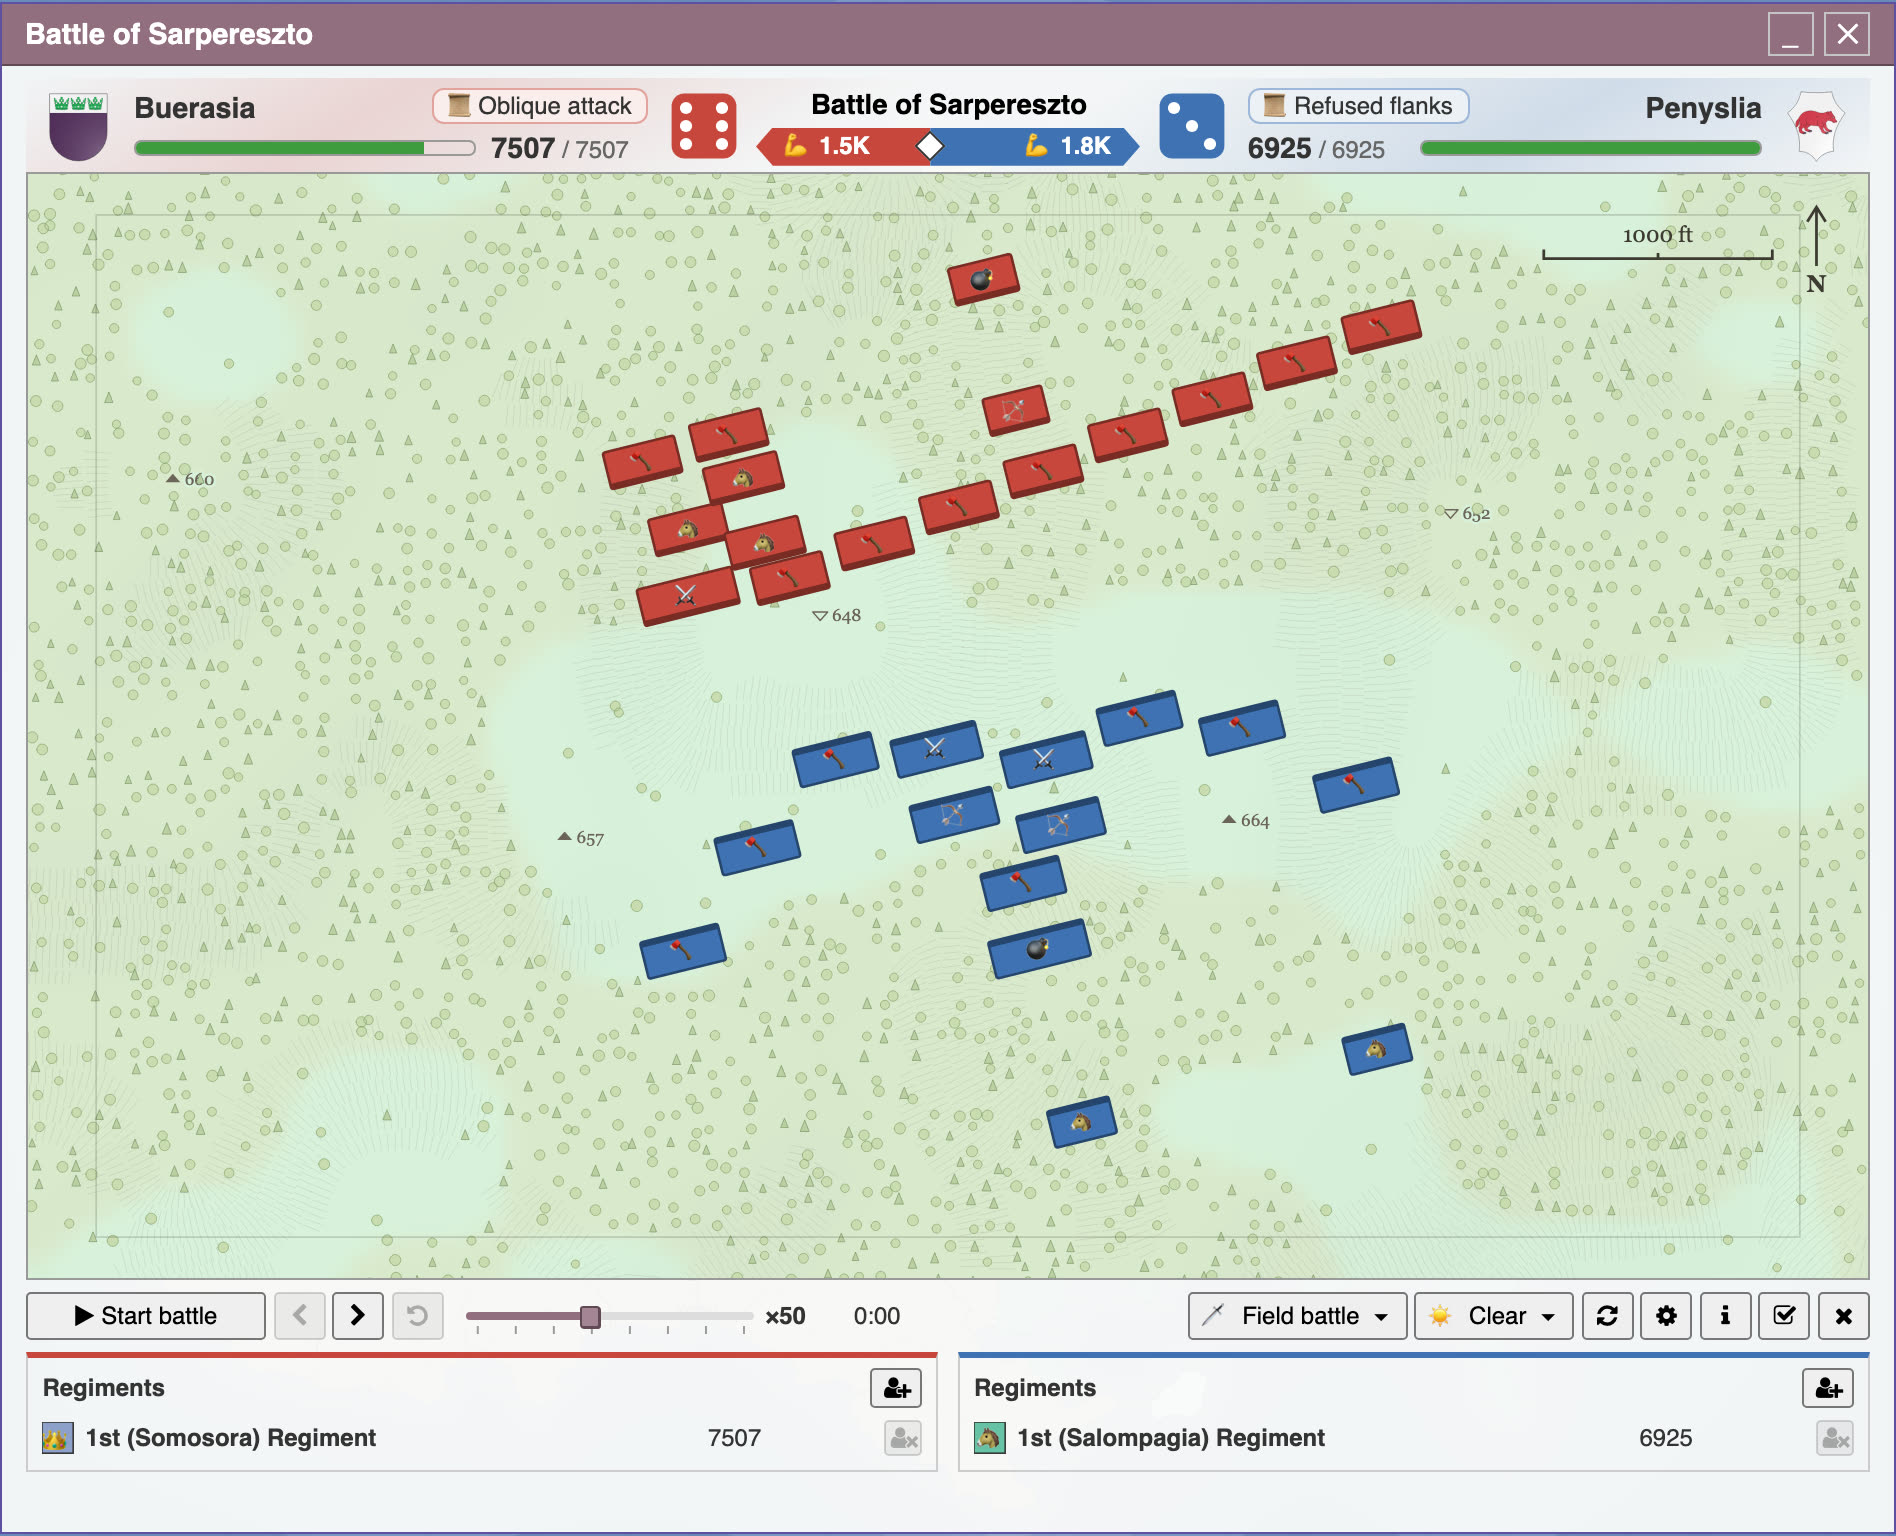 Battle of Sarpereszto
Buerasia
Oblique attack
7507 / 7507
Battle of Sarpereszto
1.5K
1.8K
Refused flanks
6925 / 6925
Penyslia
1000 ft
N
660
652
648
657
664
Start battle
×50
0:00
Field battle
Clear
Regiments
1st (Somosora) Regiment 7507
Regiments
1st (Salompagia) Regiment 6925